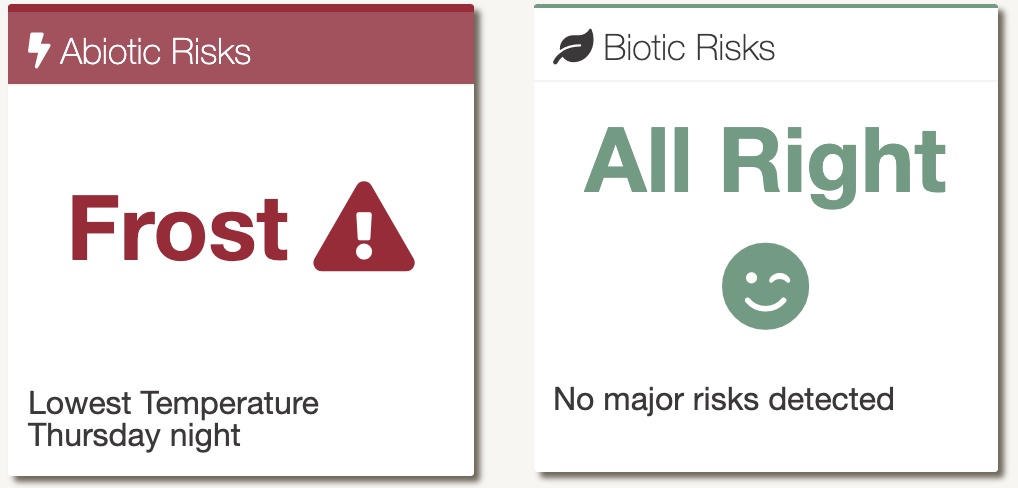 Abiotic Risks
Frost
Lowest Temperature
Thursday night
Biotic Risks
All Right
No major risks detected